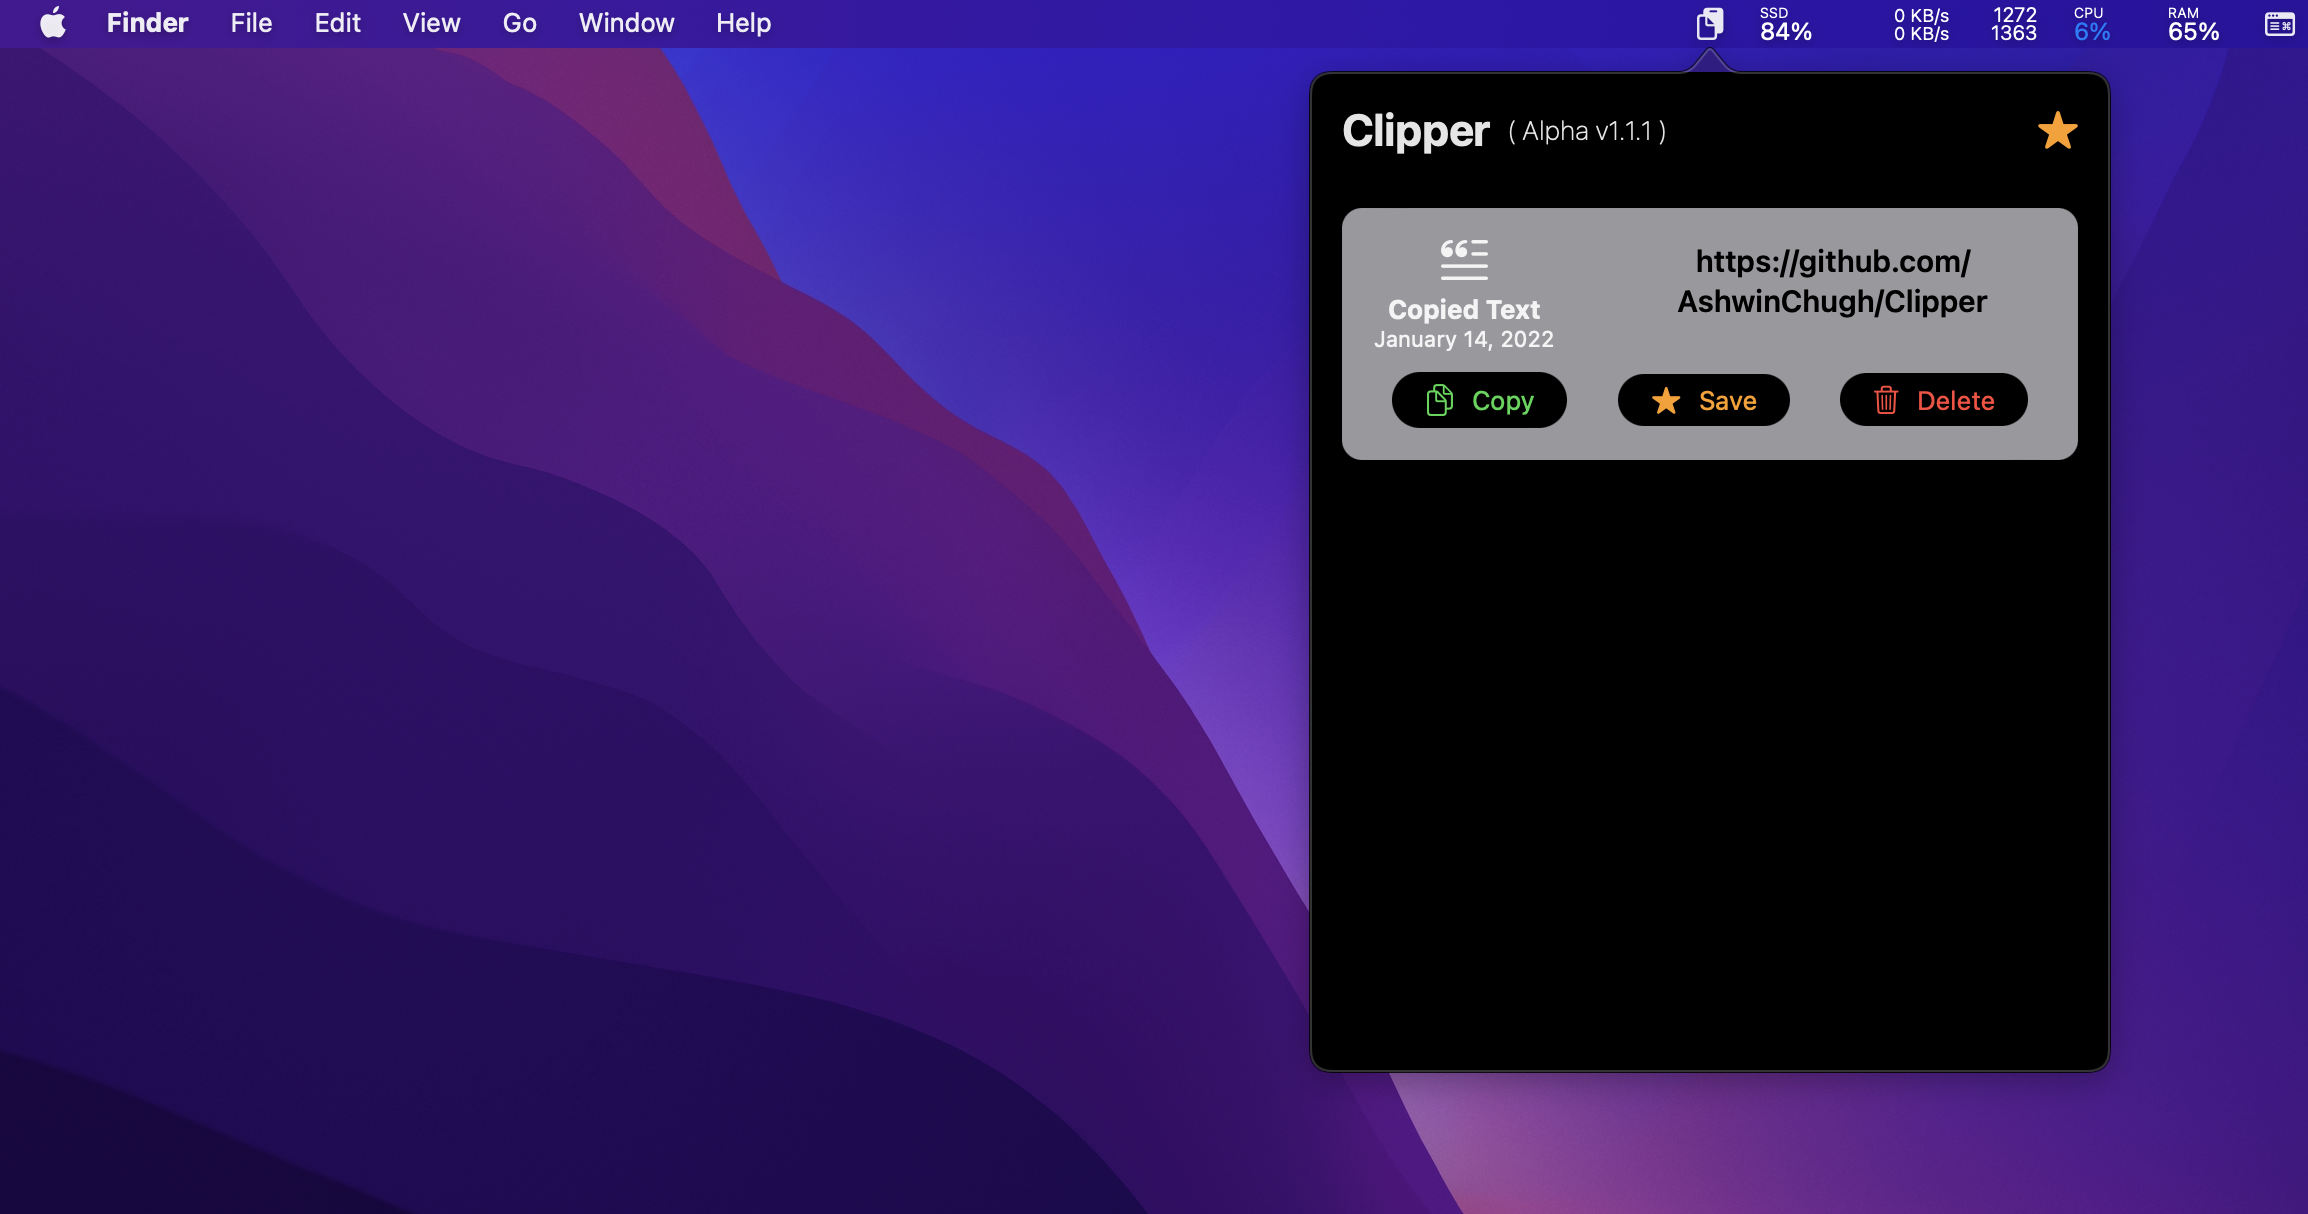 Finder File Edit View Go Window Help
SSD 0 KB/s 1272 CPU RAM
84% 0 KB/s 1363 6% 65%
Clipper ( Alpha v1.1.1 )
https://github.com/
AshwinChugh/Clipper
Copied Text
January 14, 2022
Copy Save Delete